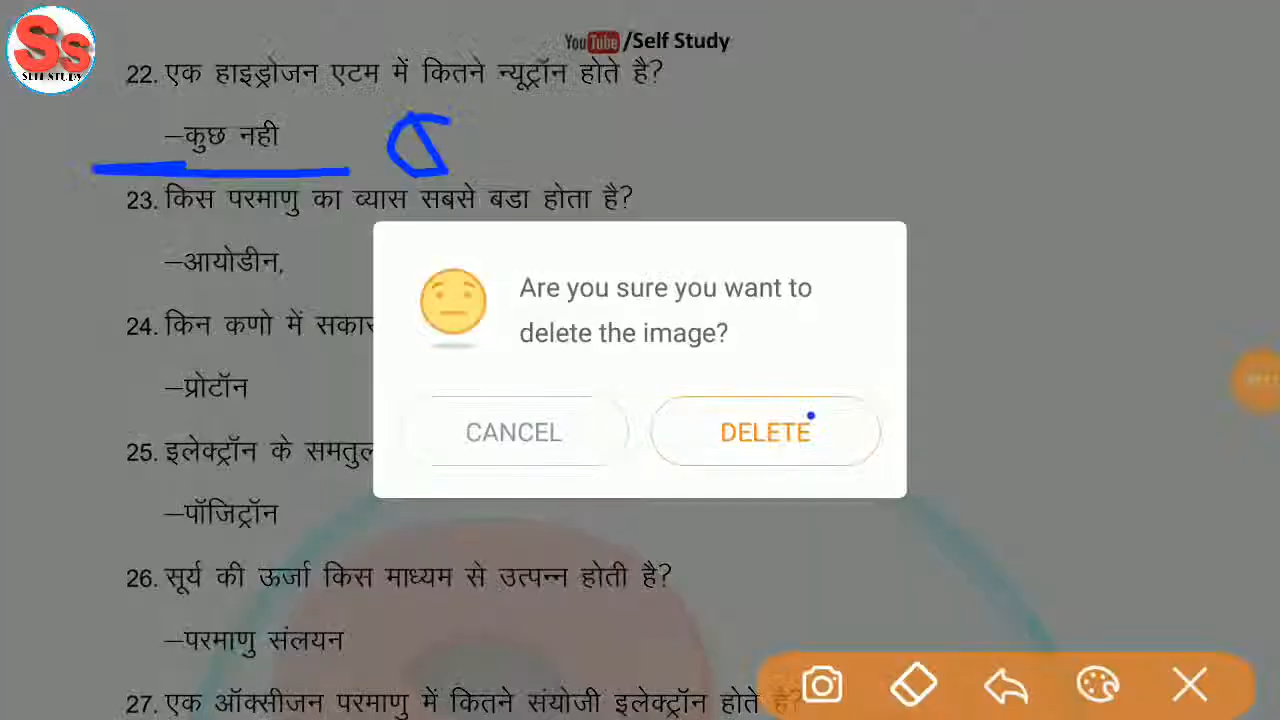 Ss
SELF STUDY
YouTube/Self Study
22. एक हाइड्रोजन एटम में कितने न्यूट्रॉन होते है?
–कुछ नही
23. किस परमाणु का व्यास सबसे बडा होता है?
–आयोडीन,
24. किन कणो में सकार
–प्रोटॉन
25. इलेक्ट्रॉन के समतुल
–पॉजिट्रॉन
Are you sure you want to
delete the image?
CANCEL DELETE
26. सूर्य की ऊर्जा किस माध्यम से उत्पन्न होती है?
–परमाणु संलयन
27. एक ऑक्सीजन परमाणु में कितने संयोजी इलेक्ट्रॉन होते है?